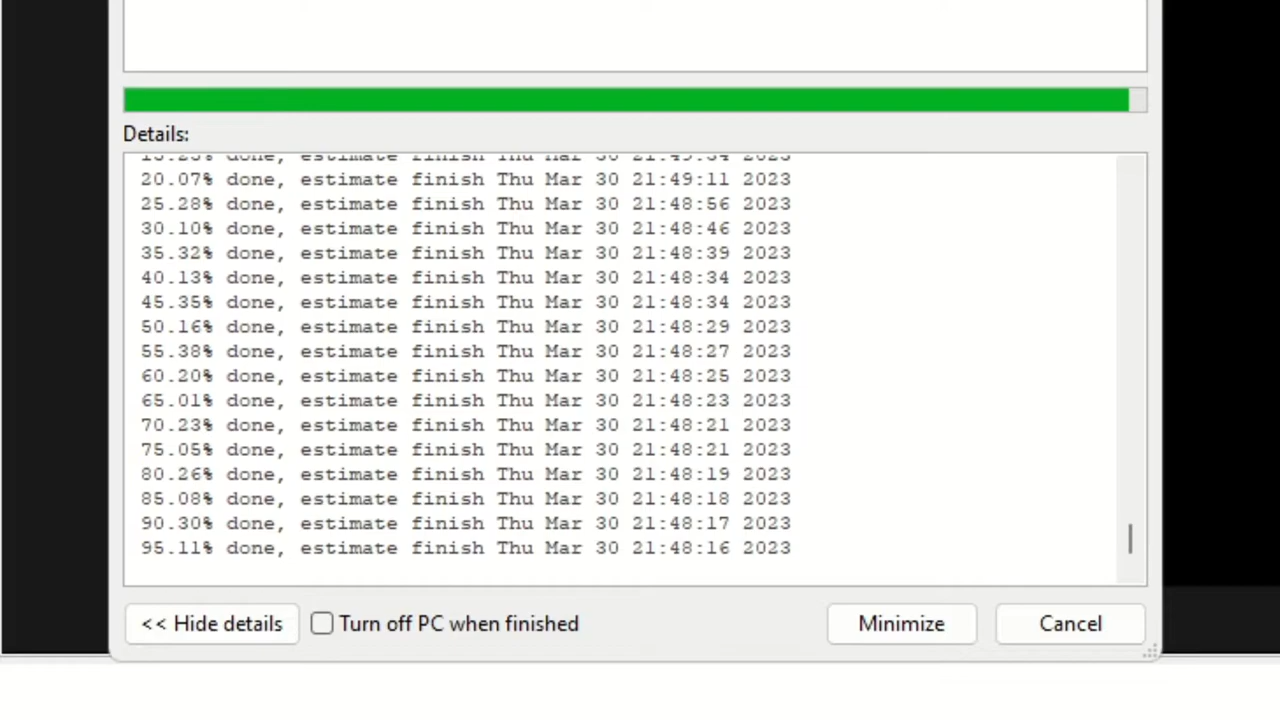 Details:
done, estimate finish Thu Mar 30 2023
20.07% done, estimate finish Thu Mar 30 21:49:11 2023
25.28% done, estimate finish Thu Mar 30 21:48:56 2023
30.10% done, estimate finish Thu Mar 30 21:48:46 2023
35.32% done, estimate finish Thu Mar 30 21:48:39 2023
40.13% done, estimate finish Thu Mar 30 21:48:34 2023
45.35% done, estimate finish Thu Mar 30 21:48:34 2023
50.16% done, estimate finish Thu Mar 30 21:48:29 2023
55.38% done, estimate finish Thu Mar 30 21:48:27 2023
60.20% done, estimate finish Thu Mar 30 21:48:25 2023
65.01% done, estimate finish Thu Mar 30 21:48:23 2023
70.23% done, estimate finish Thu Mar 30 21:48:21 2023
75.05% done, estimate finish Thu Mar 30 21:48:21 2023
80.26% done, estimate finish Thu Mar 30 21:48:19 2023
85.08% done, estimate finish Thu Mar 30 21:48:18 2023
90.30% done, estimate finish Thu Mar 30 21:48:17 2023
95.11% done, estimate finish Thu Mar 30 21:48:16 2023
<< Hide details Turn off PC when finished Minimize Cancel